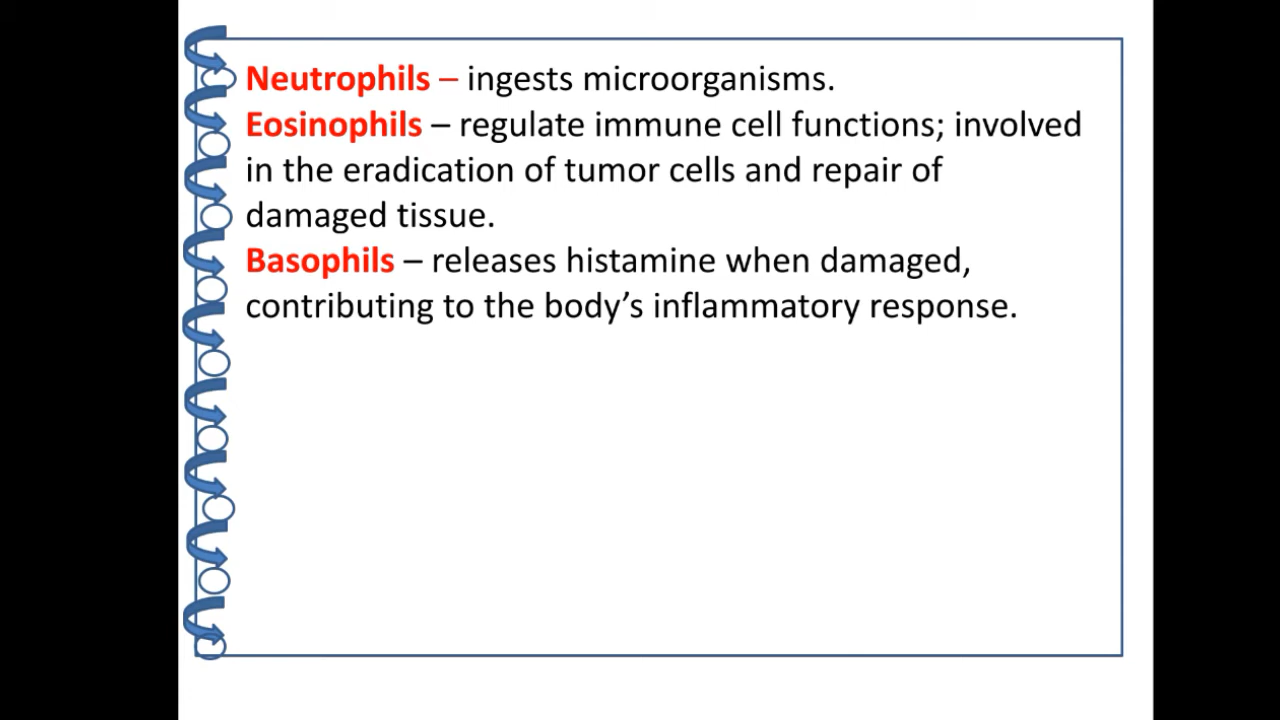 Neutrophils – ingests microorganisms.
Eosinophils – regulate immune cell functions; involved
in the eradication of tumor cells and repair of
damaged tissue.
Basophils – releases histamine when damaged,
contributing to the body’s inflammatory response.